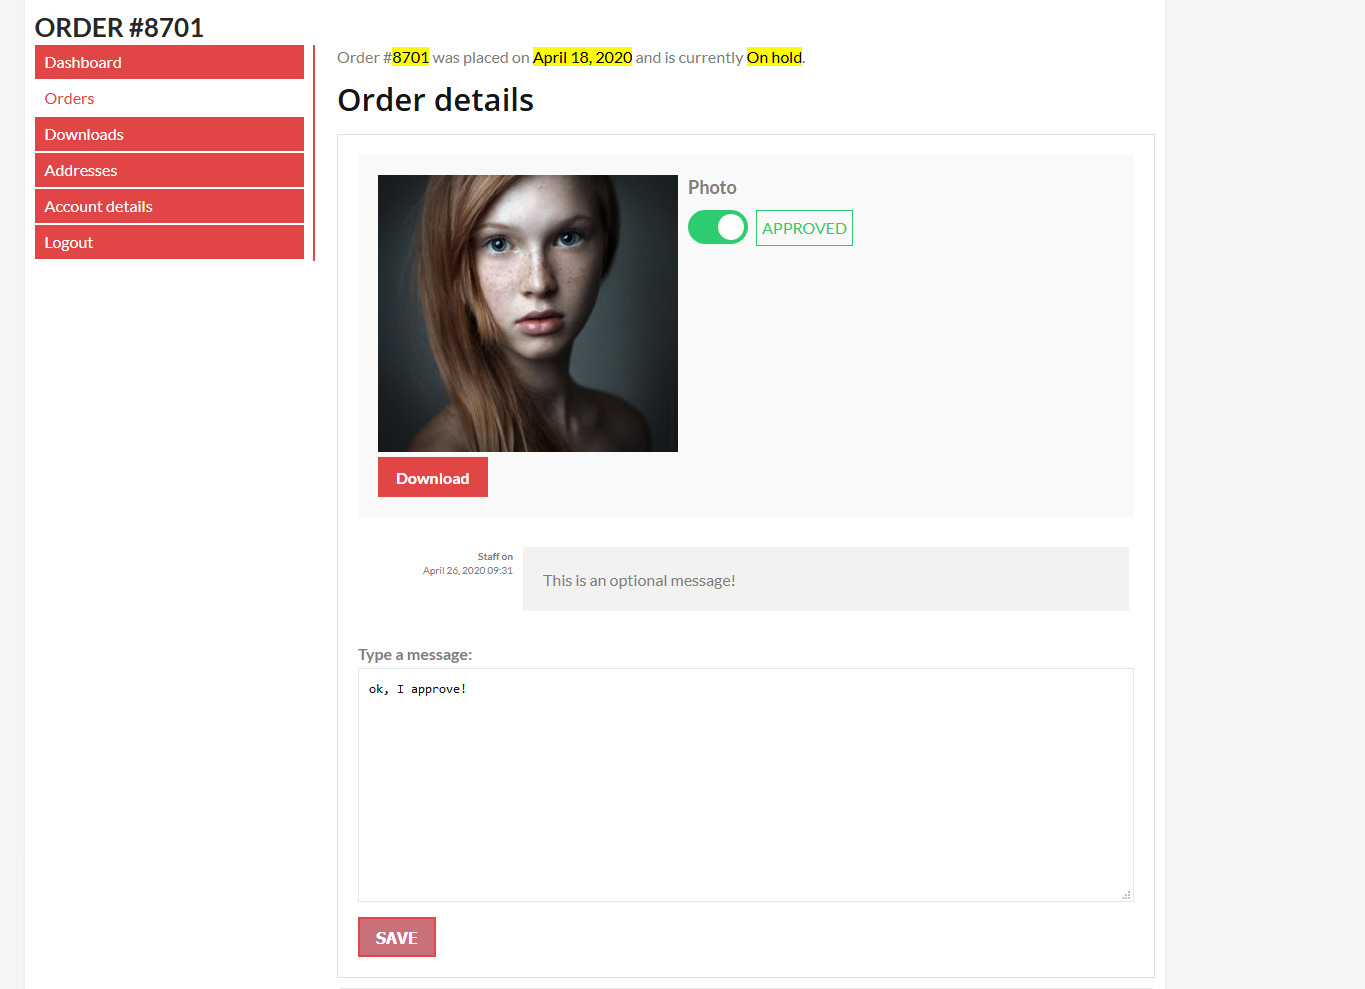 ORDER #8701
Dashboard
Orders
Downloads
Addresses
Account details
Logout
Order #8701 was placed on April 18, 2020 and is currently On hold.
Order details
Photo
APPROVED
Download
Staff on
April 26, 2020 09:31
This is an optional message!
Type a message:
ok, I approve!
SAVE